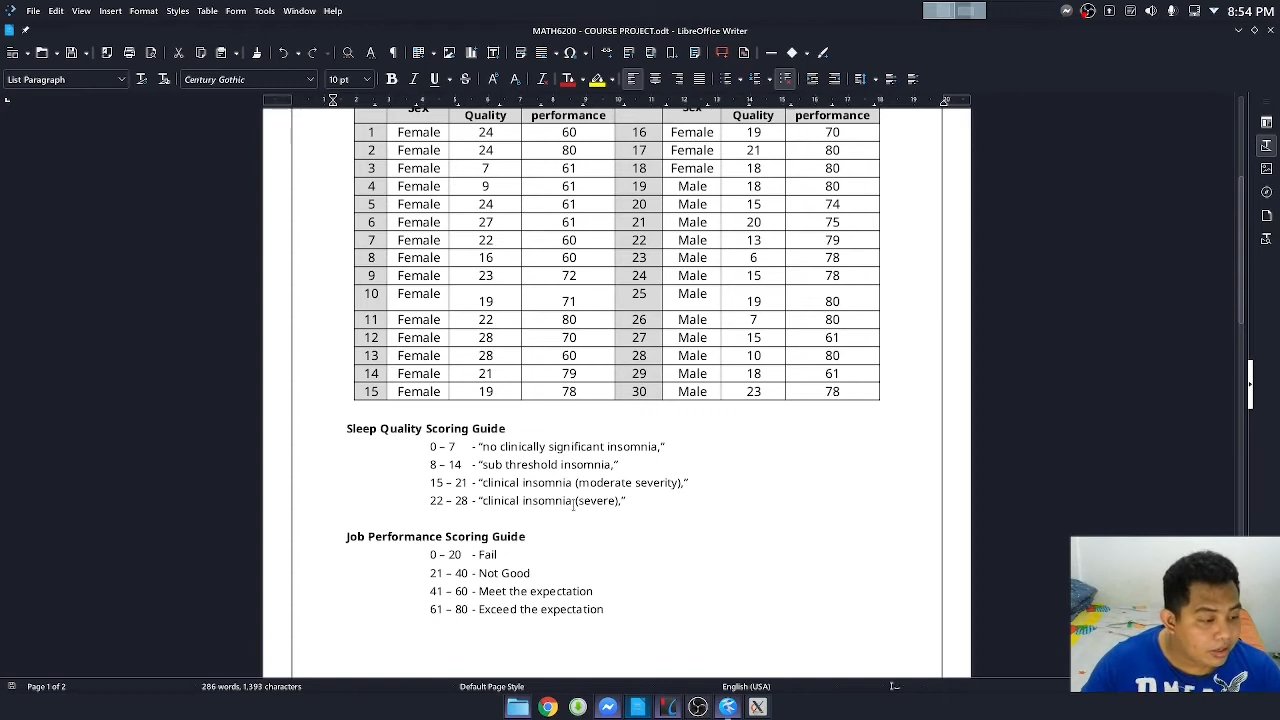 File Edit View Insert Format Styles Table Form Tools Window Help
8:54 PM
MATH6200 - COURSE PROJECT.odt - LibreOffice Writer
List Paragraph Century Gothic 10 pt
Sex Quality performance Sex Quality performance
1 Female 24 60 16 Female 19 70
2 Female 24 80 17 Female 21 80
3 Female 7 61 18 Female 18 80
4 Female 9 61 19 Male 18 80
5 Female 24 61 20 Male 15 74
6 Female 27 61 21 Male 20 75
7 Female 22 60 22 Male 13 79
8 Female 16 60 23 Male 6 78
9 Female 23 72 24 Male 15 78
10 Female 19 71 25 Male 19 80
11 Female 22 80 26 Male 7 80
12 Female 28 70 27 Male 15 61
13 Female 28 60 28 Male 10 80
14 Female 21 79 29 Male 18 61
15 Female 19 78 30 Male 23 78
Sleep Quality Scoring Guide
0 – 7 - “no clinically significant insomnia,”
8 – 14 - “sub threshold insomnia,”
15 – 21 - “clinical insomnia (moderate severity),”
22 – 28 - “clinical insomnia (severe),”
Job Performance Scoring Guide
0 – 20 - Fail
21 – 40 - Not Good
41 – 60 - Meet the expectation
61 – 80 - Exceed the expectation
Page 1 of 2 286 words, 1,393 characters Default Page Style English (USA)